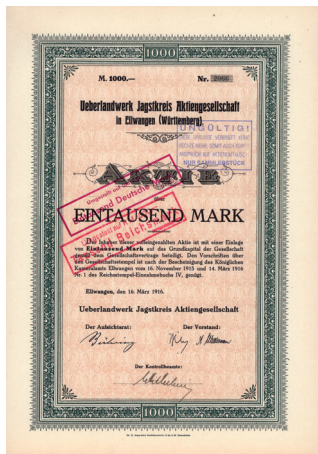 1000
M. 1000.— Nr. 2066
Ueberlandwerk Jagstkreis Aktiengesellschaft
in Ellwangen (Württemberg).
UNGÜLTIG!
NUR SAMMLERSTÜCK
AKTIE
über
EINTAUSEND MARK
Der Inhaber dieser volleinbezahlten Aktie ist mit einer Einlage
von Eintausend Mark auf das Grundkapital der Gesellschaft
gemäß dem Gesellschaftsvertrage beteiligt. Den Vorschriften über
den Gesellschaftsstempel ist nach der Bescheinigung des Königlichen
Kameralamts Ellwangen vom 16. November 1915 und 14. März 1916
Nr. 1 des Reichsstempel-Einnahmebuchs IV. genügt.
Ellwangen, den 16. März 1916.
Ueberlandwerk Jagstkreis Aktiengesellschaft
Der Aufsichtsrat: Der Vorstand:
Der Kontrollbeamte:
1000